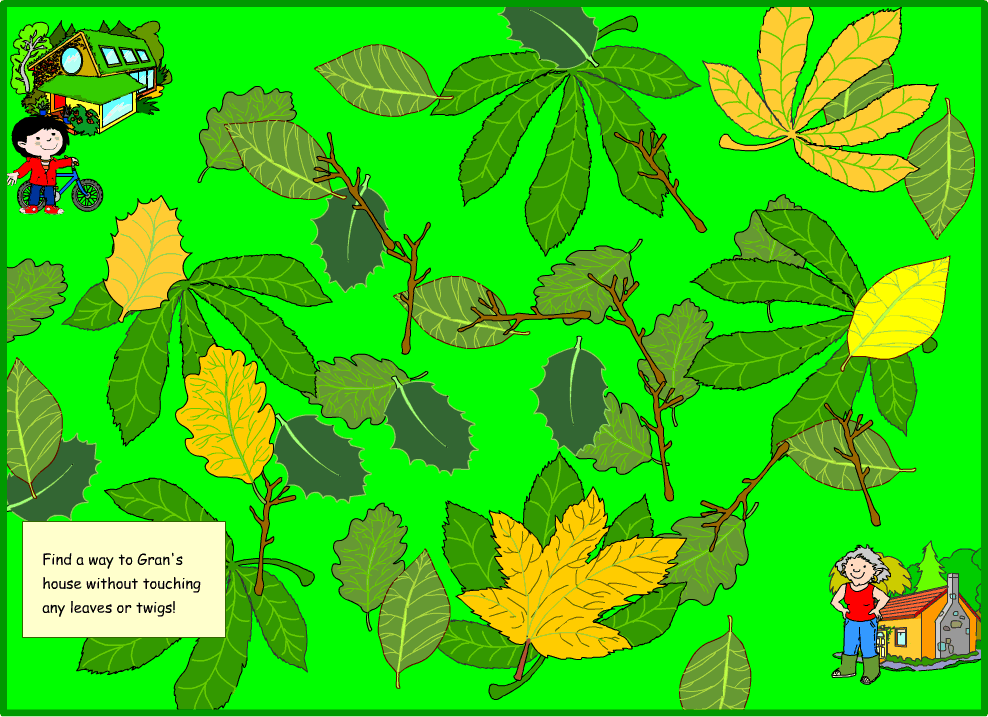 Find a way to Gran's
house without touching
any leaves or twigs!